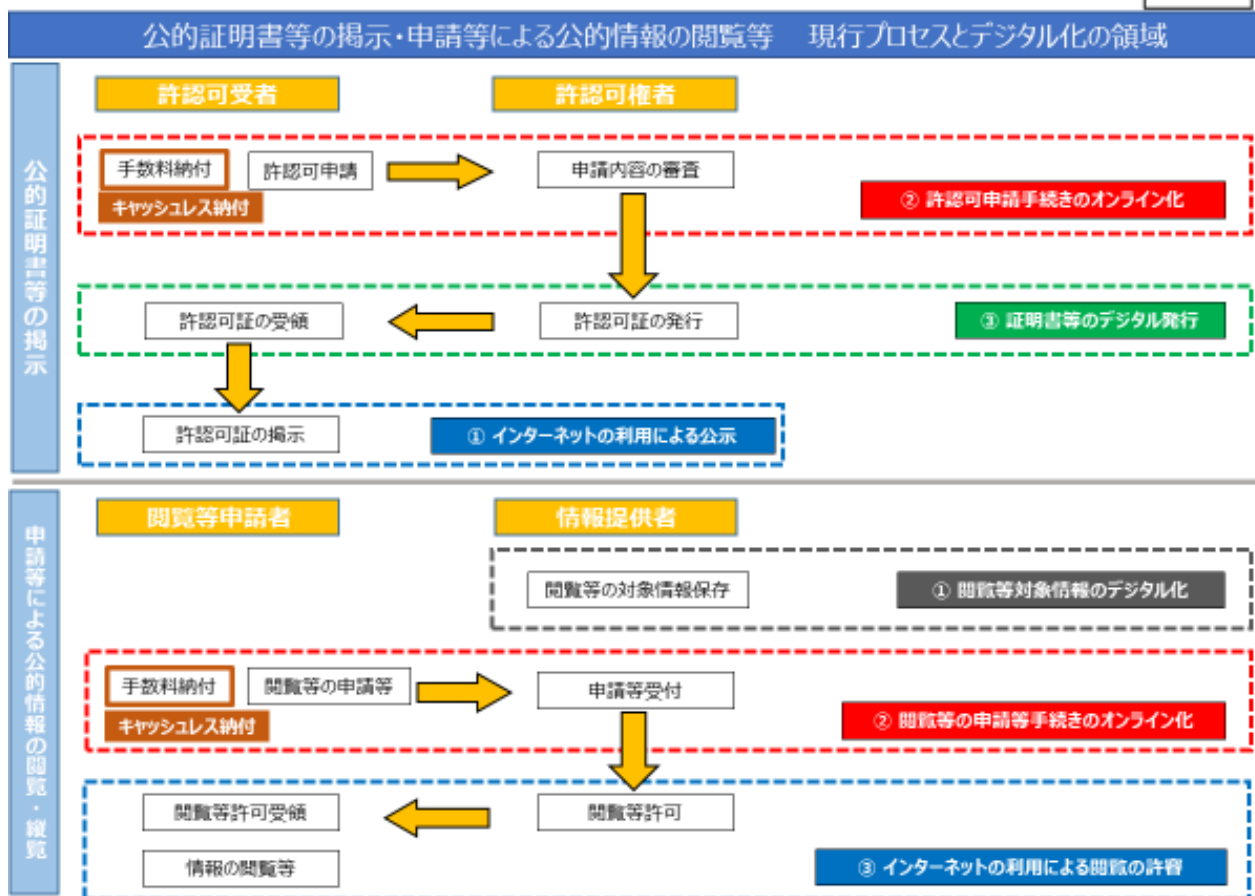 公的証明書等の掲示・申請等による公的情報の閲覧等　現行プロセスとデジタル化の領域
公的証明書等の掲示
許認可受者
許認可権者
手数料納付
許認可申請
申請内容の審査
キャッシュレス納付
② 許認可申請手続きのオンライン化
許認可証の受領
許認可証の発行
③ 証明書等のデジタル発行
許認可証の掲示
① インターネットの利用による公示
申請等による公的情報の閲覧・縦覧
閲覧等申請者
情報提供者
閲覧等の対象情報保存
① 閲覧等対象情報のデジタル化
手数料納付
閲覧等の申請等
申請等受付
キャッシュレス納付
② 閲覧等の申請等手続きのオンライン化
閲覧等許可受領
閲覧等許可
情報の閲覧等
③ インターネットの利用による閲覧の許容